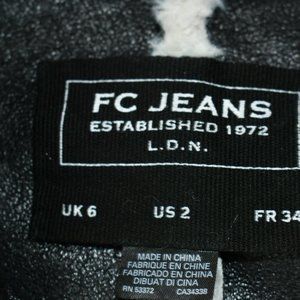 FC JEANS
ESTABLISHED 1972
L.D.N.
UK 6 US 2 FR 34
MADE IN CHINA
FABRIQUE EN CHINE
FABRICADO EN CHINA
DIBUAT DI CINA
RN 53372 CA34338